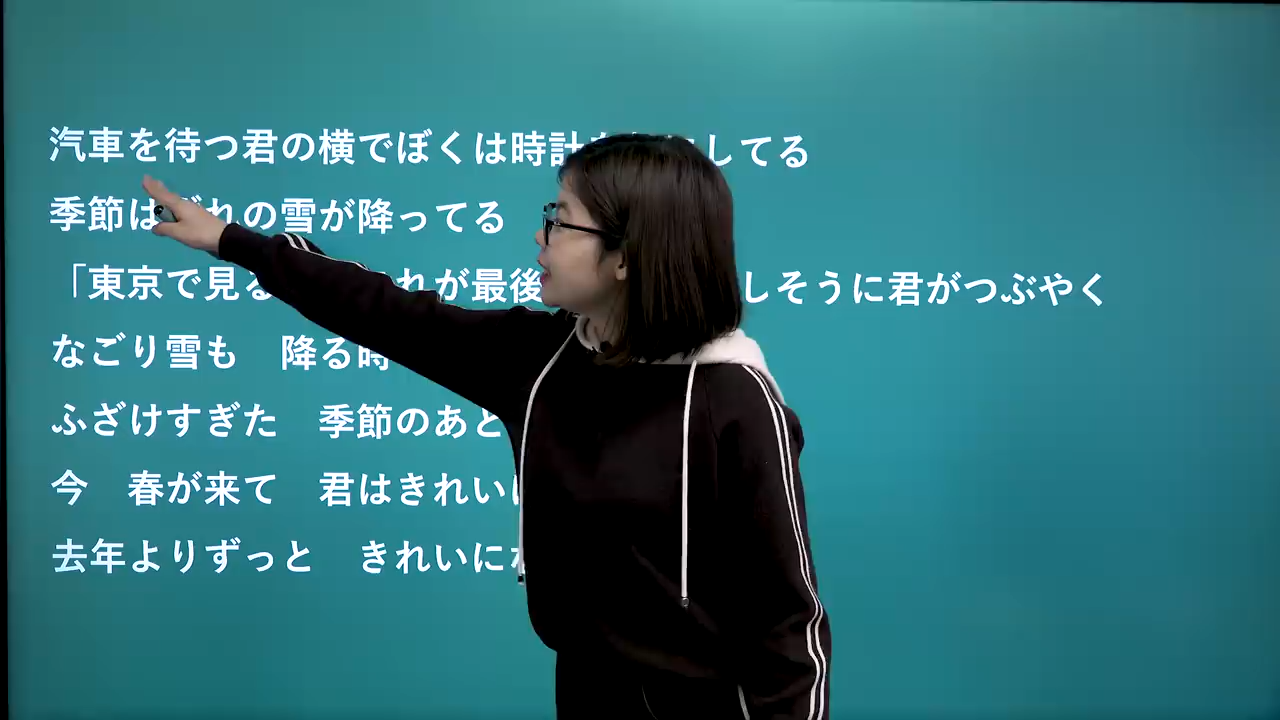 汽車を待つ君の横でぼくは時計 してる
季節は れの雪が降ってる
「東京で見る れが最後 しそうに君がつぶやく
なごり雪も 降る時
ふざけすぎた 季節のあと
今 春が来て 君はきれい
去年よりずっと きれいに